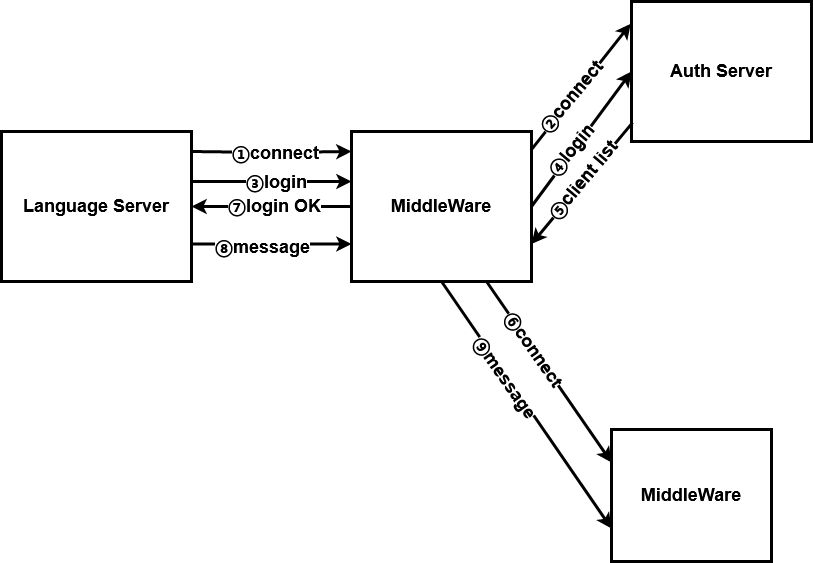 Auth Server
②connect
④login
⑤client list
Language Server
①connect
③login
⑦login OK
⑧message
MiddleWare
⑥connect
⑨message
MiddleWare